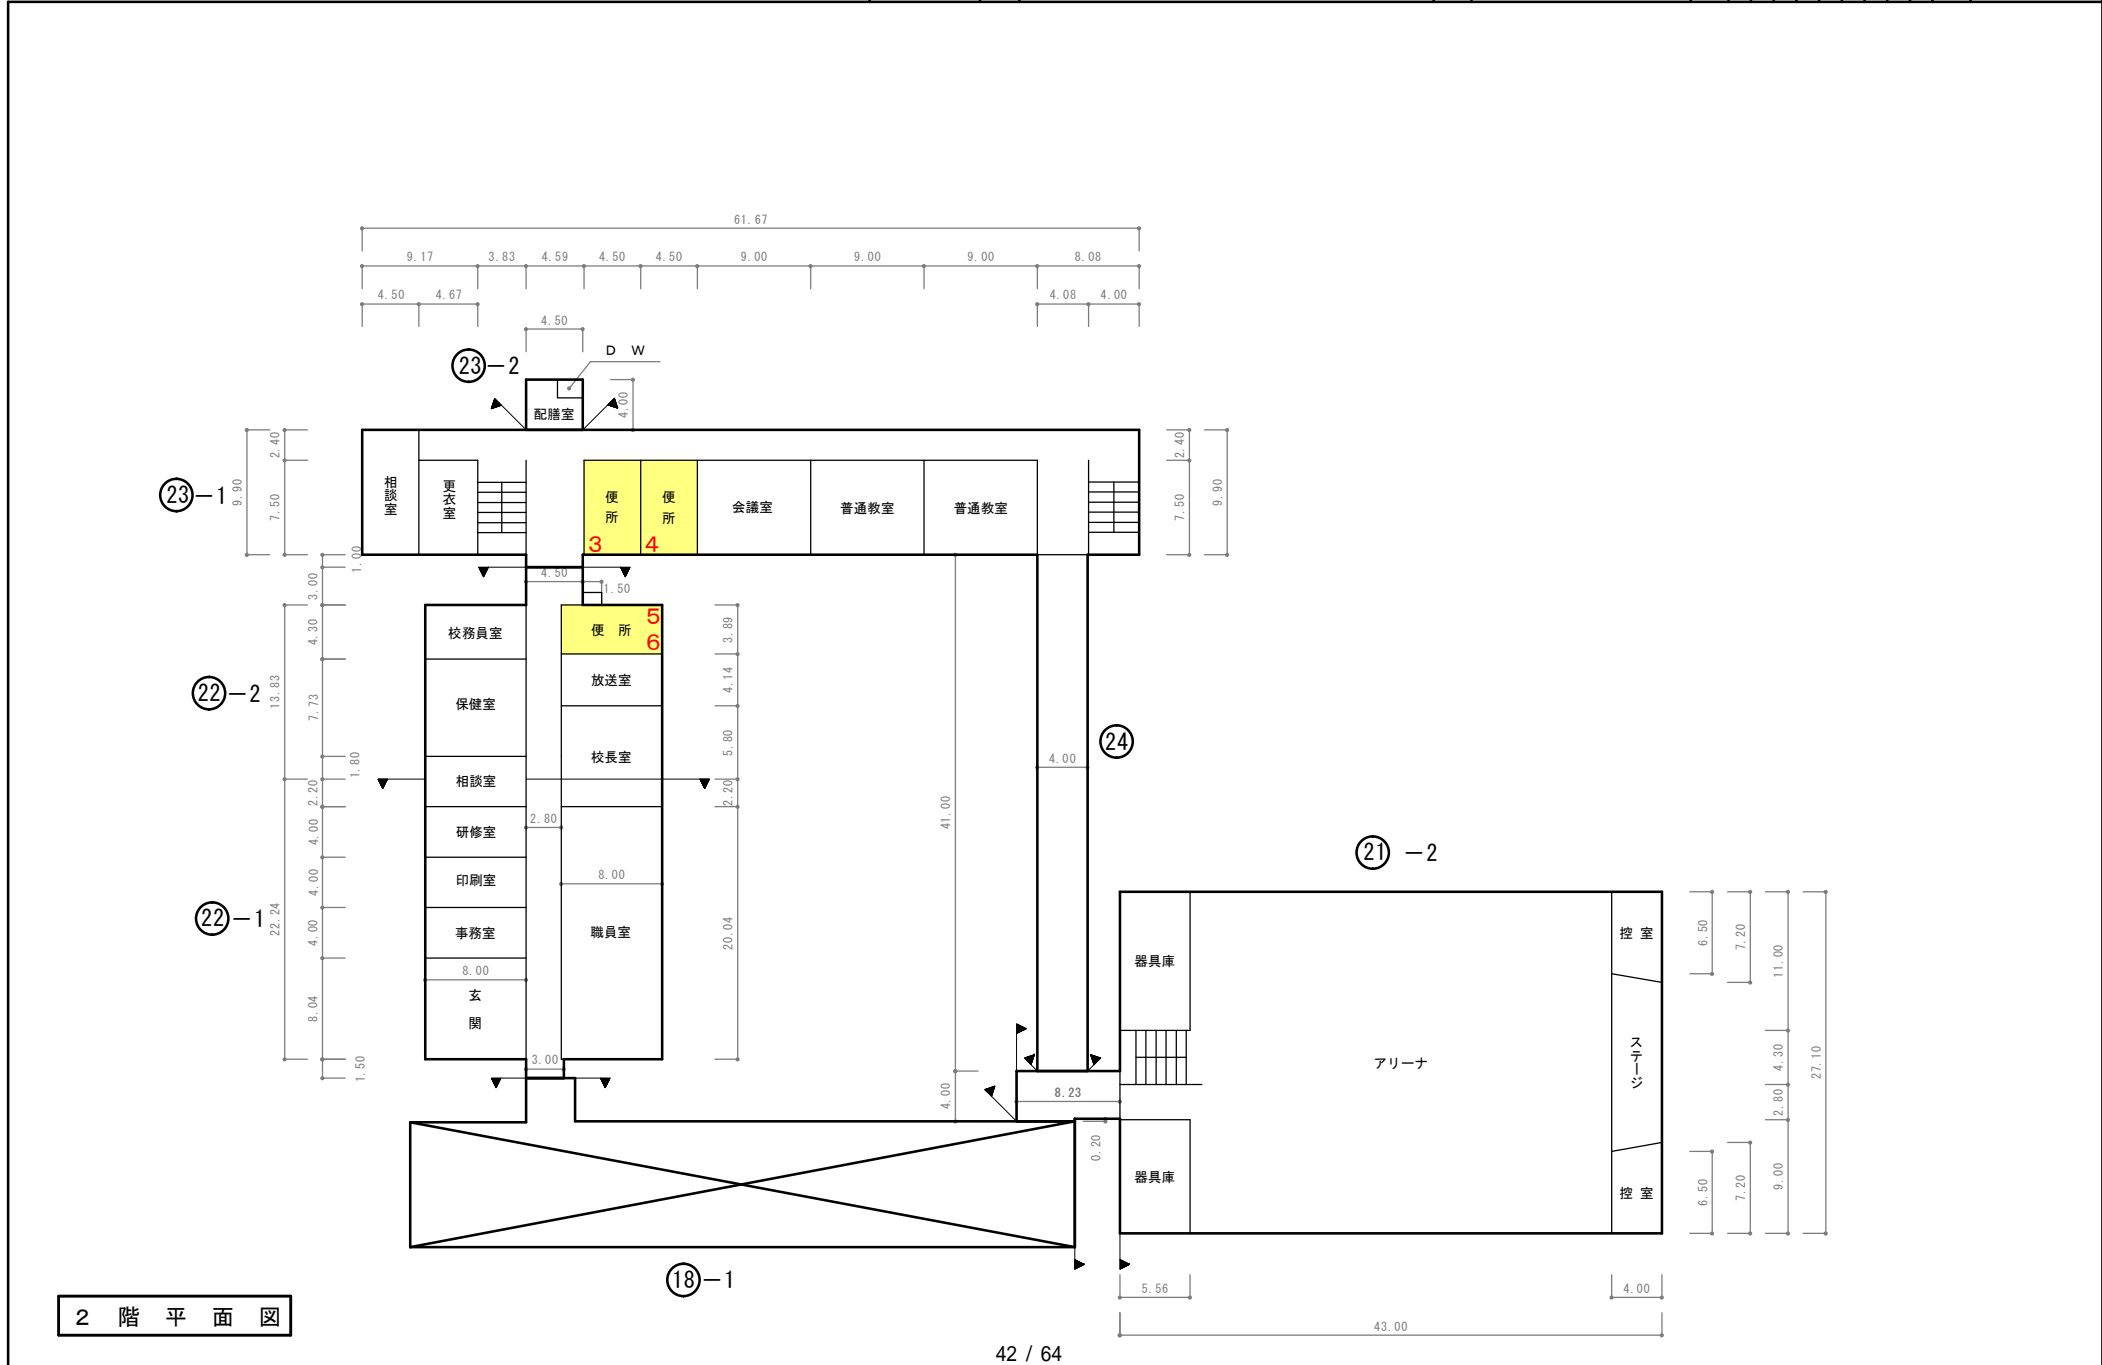 61.67
9.17 3.83 4.59 4.50 4.50 9.00 9.00 9.00 8.08
4.50 4.67 4.08 4.00
4.50
D W
㉓-2
4.00
配膳室
2.40
7.50
9.90
㉓-1
相談室
更衣室
便所
3
便所
4
会議室
普通教室
普通教室
2.40
7.50
9.90
1.00
3.00
4.50
1.50
4.30
校務員室
便 所
5
6
3.89
㉒-2
13.83
7.73
保健室
放送室
4.14
校長室
5.80
1.80
相談室
2.20
2.20
㉔
4.00
41.00
4.00
研修室
2.80
4.00
印刷室
8.00
㉒-1
22.24
4.00
事務室
職員室
20.04
8.00
玄関
8.04
3.00
1.50
㉑ -2
器具庫
控 室
6.50
7.20
11.00
アリーナ
ステージ
4.30
27.10
2.80
8.23
4.00
0.20
器具庫
控 室
6.50
7.20
9.00
⑱-1
5.56
4.00
43.00
2 階 平 面 図
42 / 64